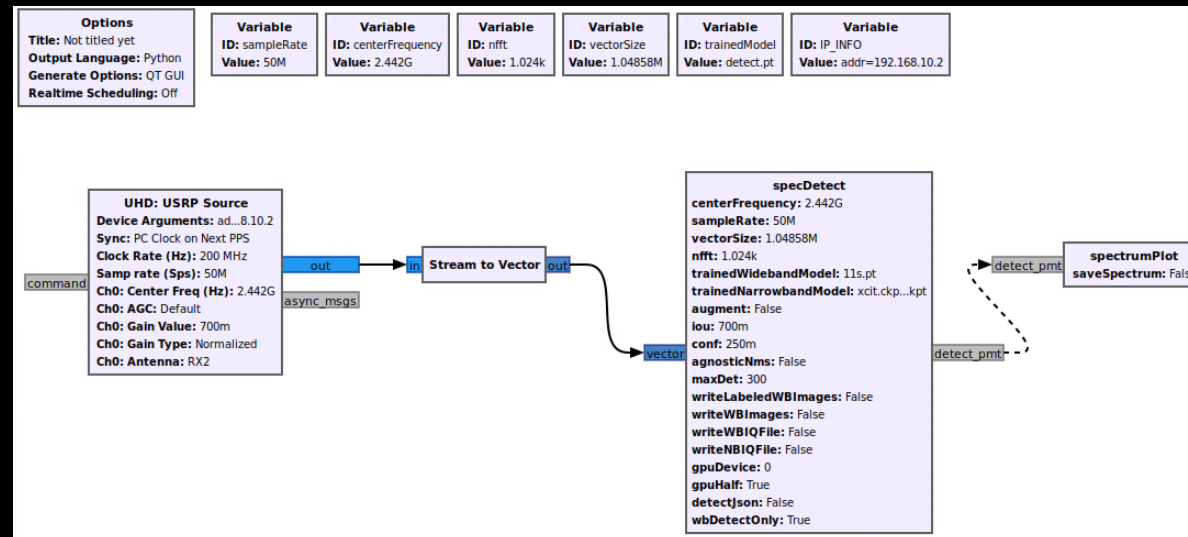 Options
Title: Not titled yet
Output Language: Python
Generate Options: QT GUI
Realtime Scheduling: Off
Variable
ID: sampleRate
Value: 50M
Variable
ID: centerFrequency
Value: 2.442G
Variable
ID: nfft
Value: 1.024k
Variable
ID: vectorSize
Value: 1.04858M
Variable
ID: trainedModel
Value: detect.pt
Variable
ID: IP_INFO
Value: addr=192.168.10.2
command
UHD: USRP Source
Device Arguments: ad...8.10.2
Sync: PC Clock on Next PPS
Clock Rate (Hz): 200 MHz
Samp rate (Sps): 50M
Ch0: Center Freq (Hz): 2.442G
Ch0: AGC: Default
Ch0: Gain Value: 700m
Ch0: Gain Type: Normalized
Ch0: Antenna: RX2
out
async_msgs
in
Stream to Vector
out
vector
specDetect
centerFrequency: 2.442G
sampleRate: 50M
vectorSize: 1.04858M
nfft: 1.024k
trainedWidebandModel: 11s.pt
trainedNarrowbandModel: xcit.ckp...kpt
augment: False
iou: 700m
conf: 250m
agnosticNms: False
maxDet: 300
writeLabeledWBImages: False
writeWBImages: False
writeWBIQFile: False
writeNBIQFile: False
gpuDevice: 0
gpuHalf: True
detectJson: False
wbDetectOnly: True
detect_pmt
detect_pmt
spectrumPlot
saveSpectrum: Fals